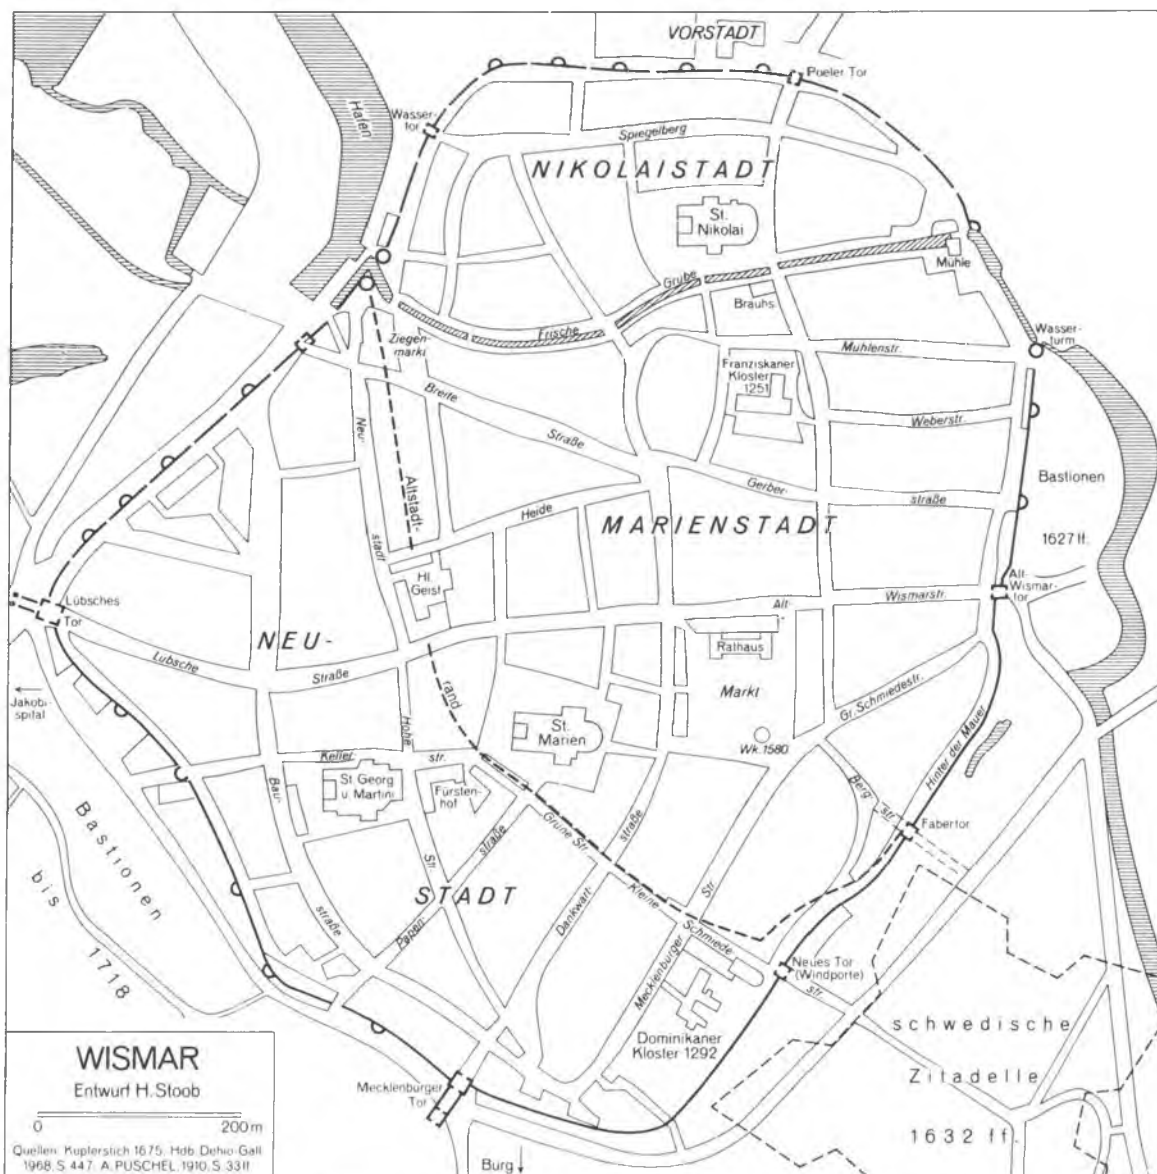 VORSTADT
Poeler Tor
Hafen
Wasser-
tor
Spiegelberg
NIKOLAISTADT
St.
Nikolai
Mühle
Grube
Brauhs.
Frische
Ziegen-
markt
Mühlenstr.
Wasser-
turm
Franziskaner
Kloster
1251
Breite
Straße
Weberstr.
Neu-
stadt
Altstadt-
rand
Gerber-
straße
Bastionen
1627 ff.
Heide
MARIENSTADT
Hl.
Geist
Alt-
Wismar-
tor
Alt-
Wismarstr.
Lübsches
Tor
NEU-
Lübsche
Straße
Rathaus
Markt
Jakobi-
spital
Gr. Schmiedestr.
St.
Marien
Wk. 1580
Hohe
Str.
Keller-
str.
St. Georg
u. Martini
Fürsten-
hof
Hinter der Mauer
Berg-
str.
Fabertor
Bau-
straße
Bastionen
bis
1718
Grüne Str.
Papen-
straße
STADT
Dankwart-
straße
Kleine
Schmiede-
str.
Mecklenburger
Str.
Neues Tor
(Windporte)
Dominikaner
Kloster 1292
schwedische
Zitadelle
1632 ff.
Mecklenburger
Tor
Burg
WISMAR
Entwurf H. Stoob
0 200 m
Quellen: Kupferstich 1675, Hdb. Dehio-Gall
1968, S. 447, A. PÜSCHEL, 1910, S. 33 ff.